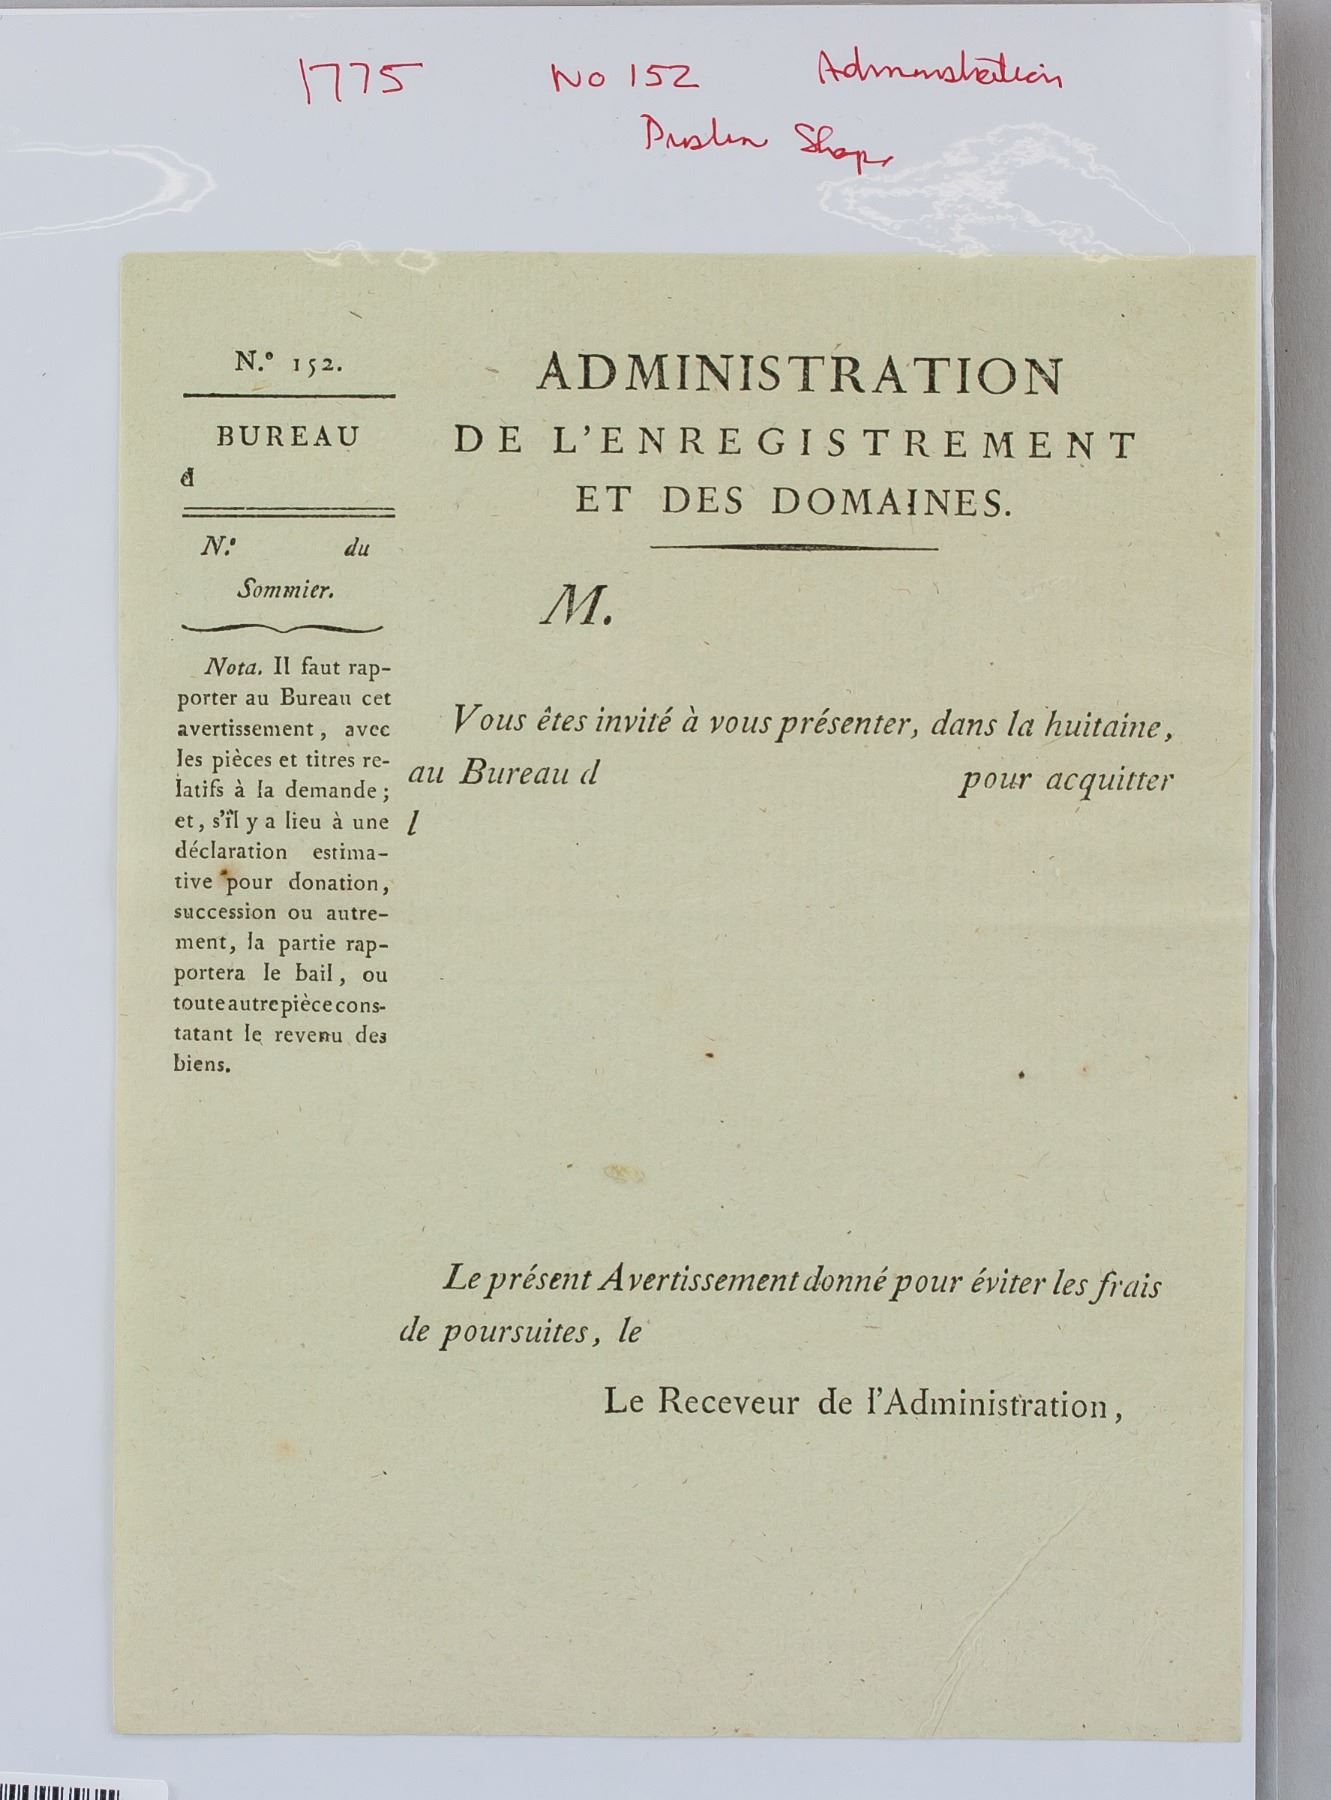 1775 No 152 Administration
Shop
N.º 152.
BUREAU
d
N.º du
Sommier.
Nota. Il faut rap-
porter au Bureau cet
avertissement, avec
les pièces et titres re-
latifs à la demande;
et, s'il y a lieu à une
déclaration estima-
tive pour donation,
succession ou autre-
ment, la partie rap-
portera le bail, ou
toute autre pièce cons-
tatant le revenu des
biens.
ADMINISTRATION
DE L'ENREGISTREMENT
ET DES DOMAINES.
M.
Vous êtes invité à vous présenter, dans la huitaine,
au Bureau d pour acquitter
l
Le présent Avertissement donné pour éviter les frais
de poursuites, le
Le Receveur de l'Administration,